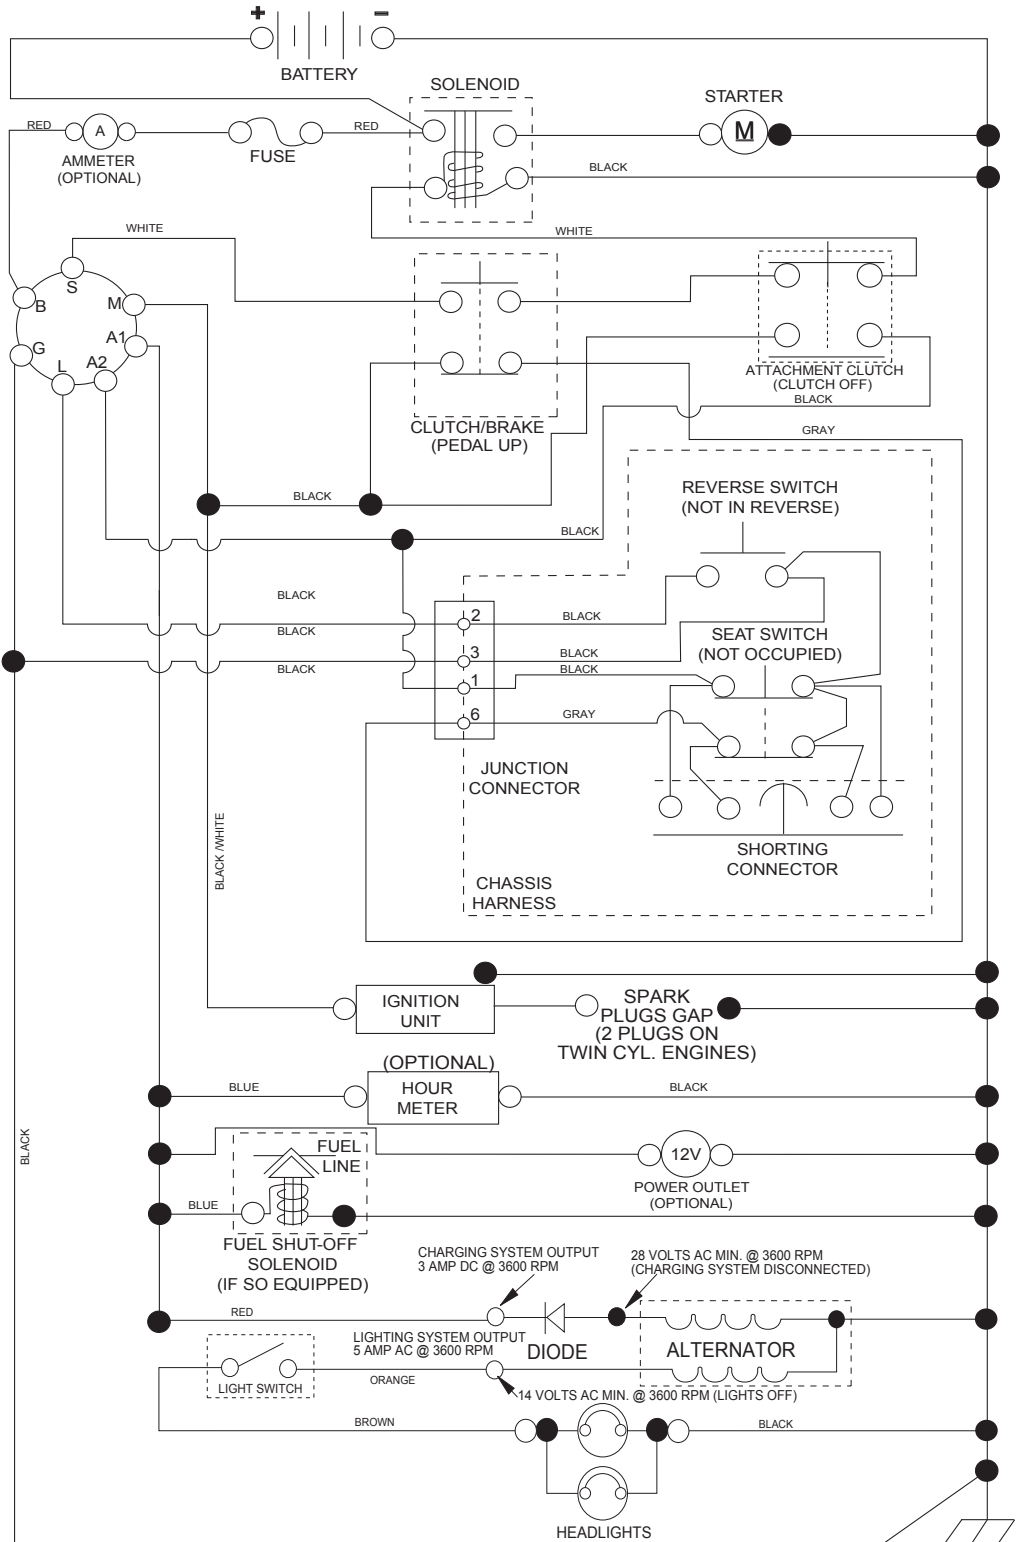 + −
BATTERY
SOLENOID
STARTER
RED
A
RED
M
FUSE
AMMETER
(OPTIONAL)
BLACK
WHITE
WHITE
S
B
M
A1
G
L
A2
ATTACHMENT CLUTCH
(CLUTCH OFF)
BLACK
CLUTCH/BRAKE
(PEDAL UP)
GRAY
REVERSE SWITCH
(NOT IN REVERSE)
BLACK
BLACK
BLACK
2
BLACK
BLACK
SEAT SWITCH
(NOT OCCUPIED)
3
BLACK
BLACK
BLACK
1
6
GRAY
JUNCTION
CONNECTOR
BLACK /WHITE
SHORTING
CONNECTOR
CHASSIS
HARNESS
IGNITION
UNIT
SPARK
PLUGS GAP
(2 PLUGS ON
TWIN CYL. ENGINES)
(OPTIONAL)
BLUE
HOUR
METER
BLACK
BLACK
FUEL
LINE
12V
POWER OUTLET
(OPTIONAL)
BLUE
FUEL SHUT-OFF
SOLENOID
(IF SO EQUIPPED)
CHARGING SYSTEM OUTPUT
3 AMP DC @ 3600 RPM
28 VOLTS AC MIN. @ 3600 RPM
(CHARGING SYSTEM DISCONNECTED)
RED
LIGHTING SYSTEM OUTPUT
5 AMP AC @ 3600 RPM
DIODE
ALTERNATOR
LIGHT SWITCH
ORANGE
14 VOLTS AC MIN. @ 3600 RPM (LIGHTS OFF)
BROWN
BLACK
HEADLIGHTS